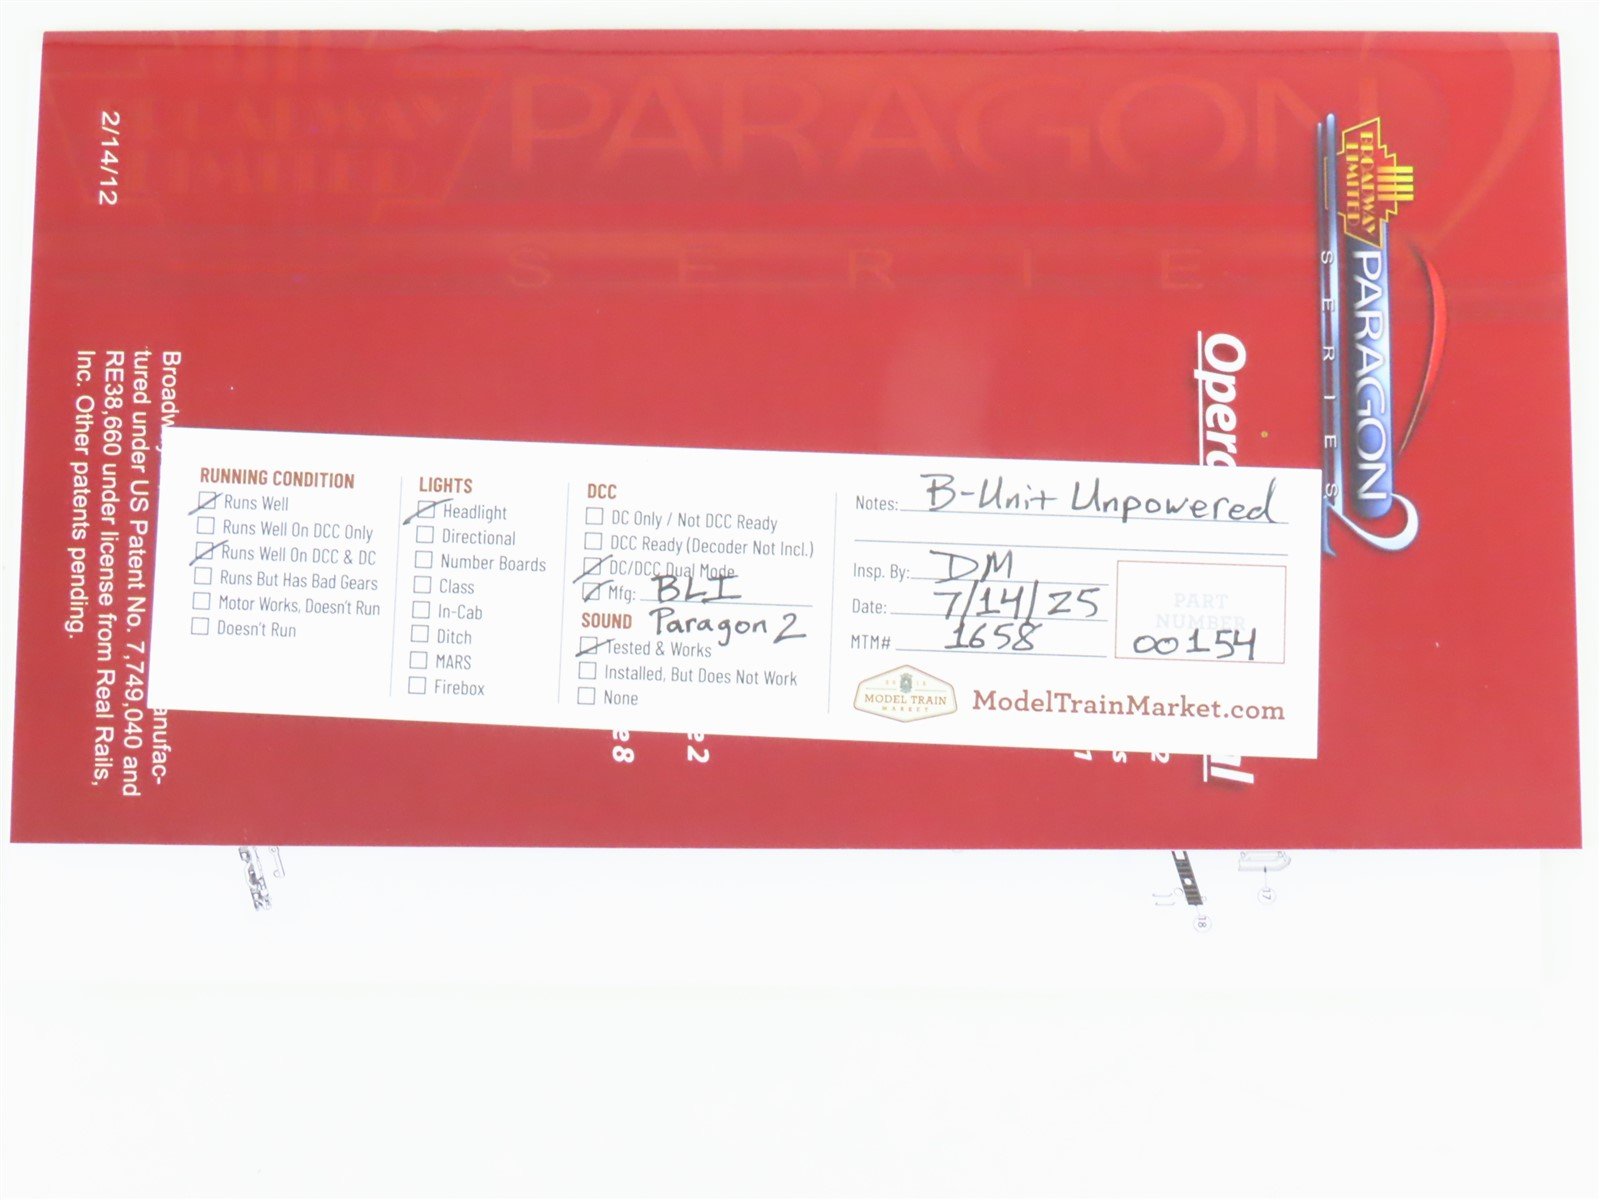 PARAGON
SERIES
BROADWAY
LIMITED
PARAGON 2
SERIES
2/14/12
tured under US Patent No. 7,749,040 and
RE38,660 under license from Real Rails,
Inc. Other patents pending.
RUNNING CONDITION
Runs Well
Runs Well On DCC Only
Runs Well On DCC & DC
Runs But Has Bad Gears
Motor Works, Doesn't Run
Doesn't Run
LIGHTS
Headlight
Directional
Number Boards
Class
In-Cab
Ditch
MARS
Firebox
DCC
DC Only / Not DCC Ready
DCC Ready (Decoder Not Incl.)
DC/DCC Dual Mode
Mfg: BLI
Paragon 2
SOUND
Tested & Works
Installed, But Does Not Work
None
Notes: B-Unit Unpowered
Insp. By: DM
Date: 7/14/25
MTM# 1658
PART
NUMBER
00154
MODEL TRAIN
MARKET
ModelTrainMarket.com
17
18